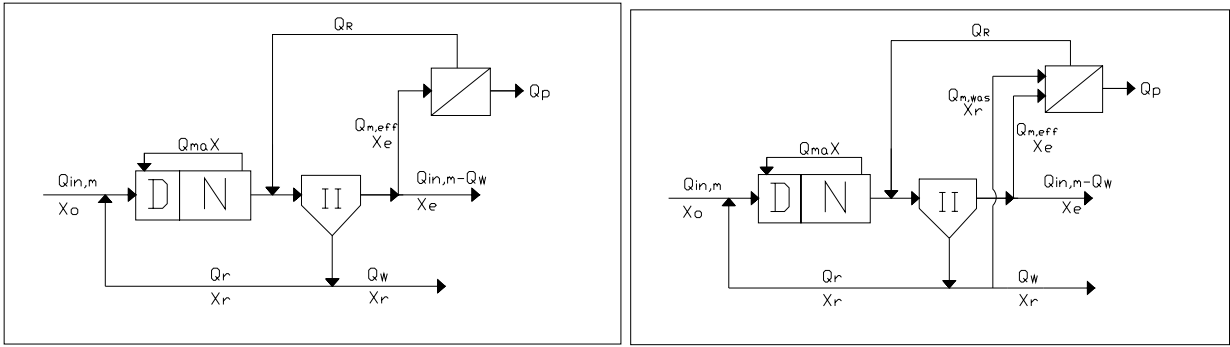 QR
Qp
Qm,eff
Xe
QmaX
Qin,m
Xo
D
N
II
Qin,m-Qw
Xe
Qr
Xr
Qw
Xr
QR
Qp
Qm,was
Xr
Qm,eff
Xe
QmaX
Qin,m
Xo
D
N
II
Qin,m-Qw
Xe
Qr
Xr
Qw
Xr